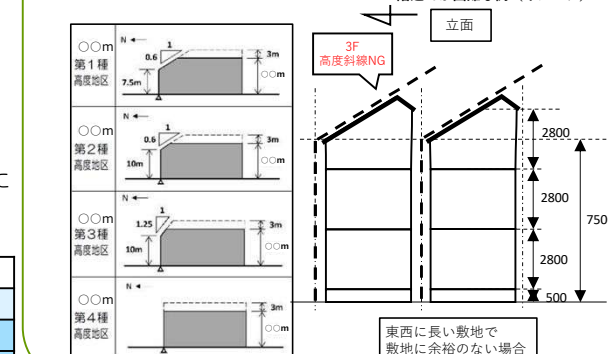 立面
3F
高度斜線NG
○○m
第1種
高度地区
N
1
0.6
7.5m
3m
○○m
○○m
第2種
高度地区
N
1
0.6
10m
3m
○○m
○○m
第3種
高度地区
N
1
1.25
10m
3m
○○m
○○m
第4種
高度地区
N
3m
○○m
2800
2800
2800
500
750
に
東西に長い敷地で
敷地に余裕のない場合